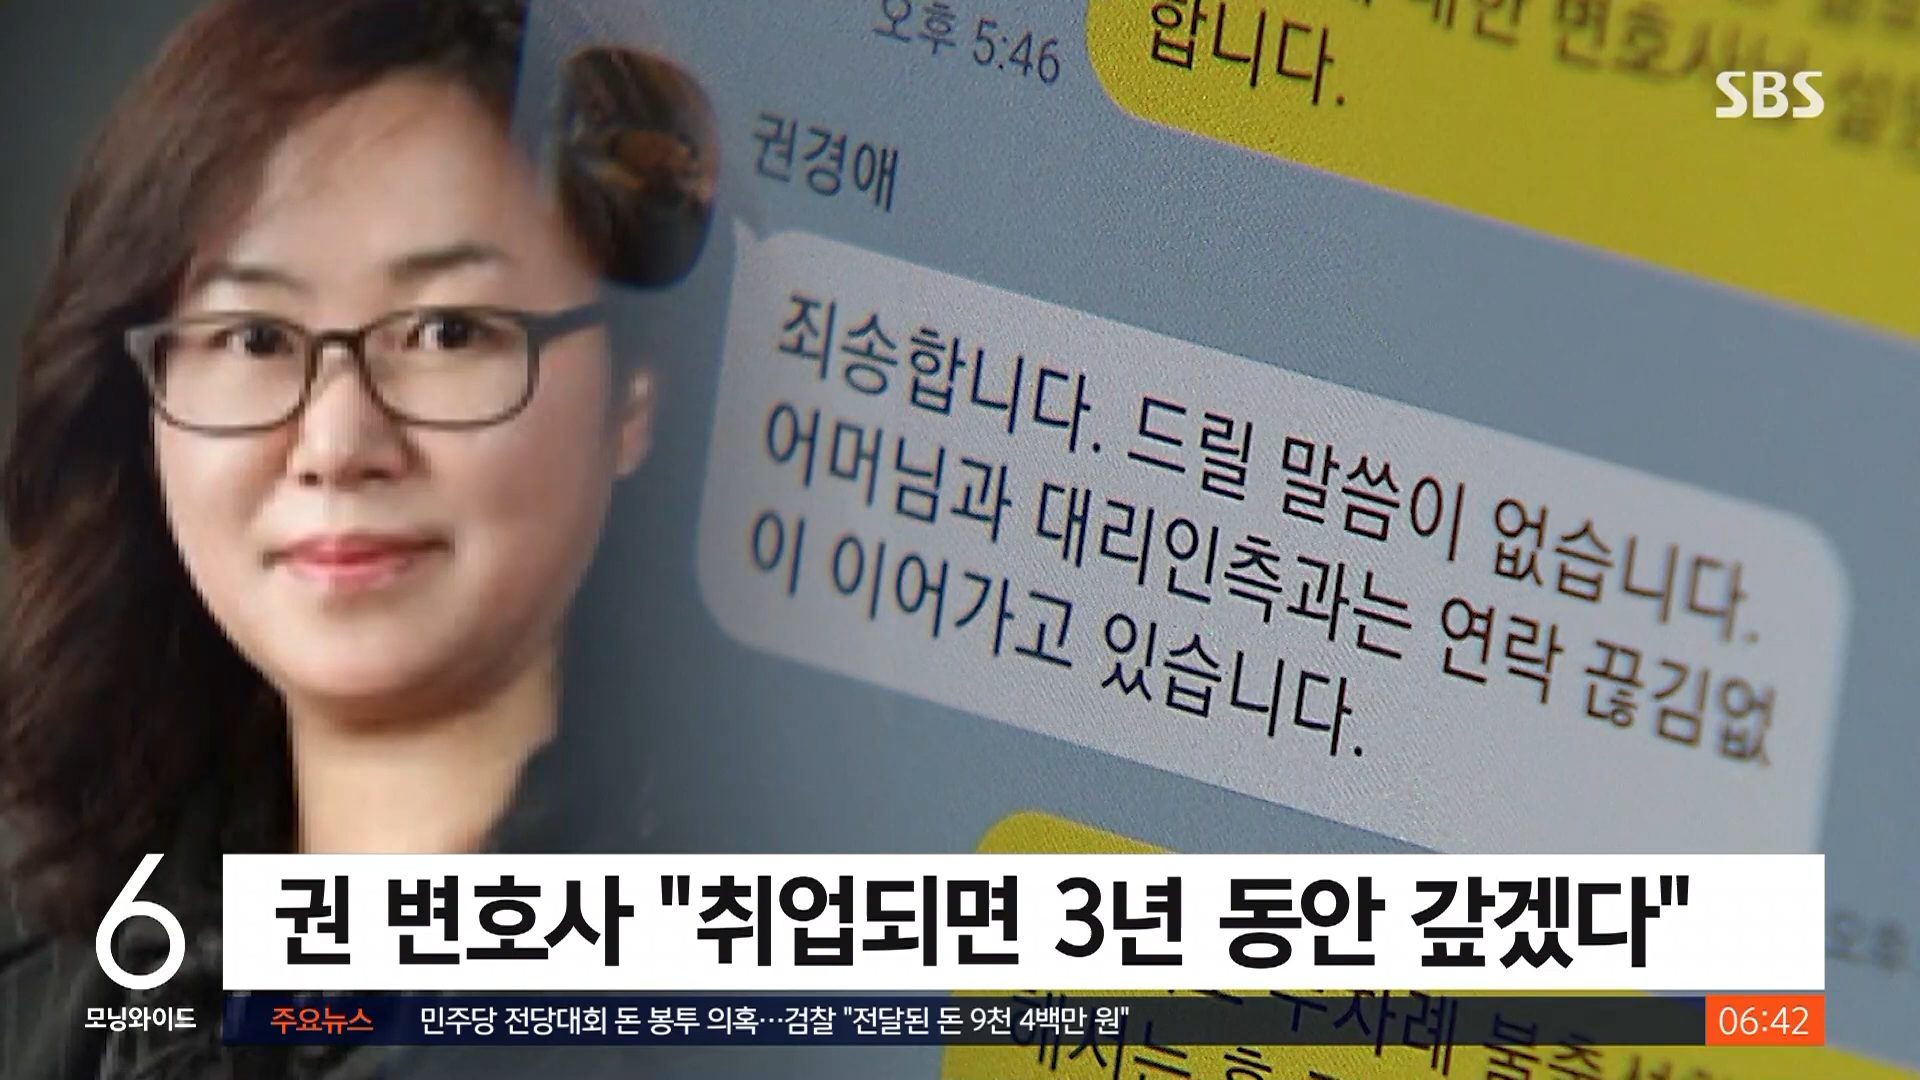 오후 5:46
합니다.
SBS
권경애
죄송합니다. 드릴 말씀이 없습니다.
어머님과 대리인측과는 연락 끊김없
이 이어가고 있습니다.
6
권 변호사 "취업되면 3년 동안 갚겠다"
모닝와이드
주요뉴스
민주당 전당대회 돈 봉투 의혹…검찰 "전달된 돈 9천 4백만 원"
06:42